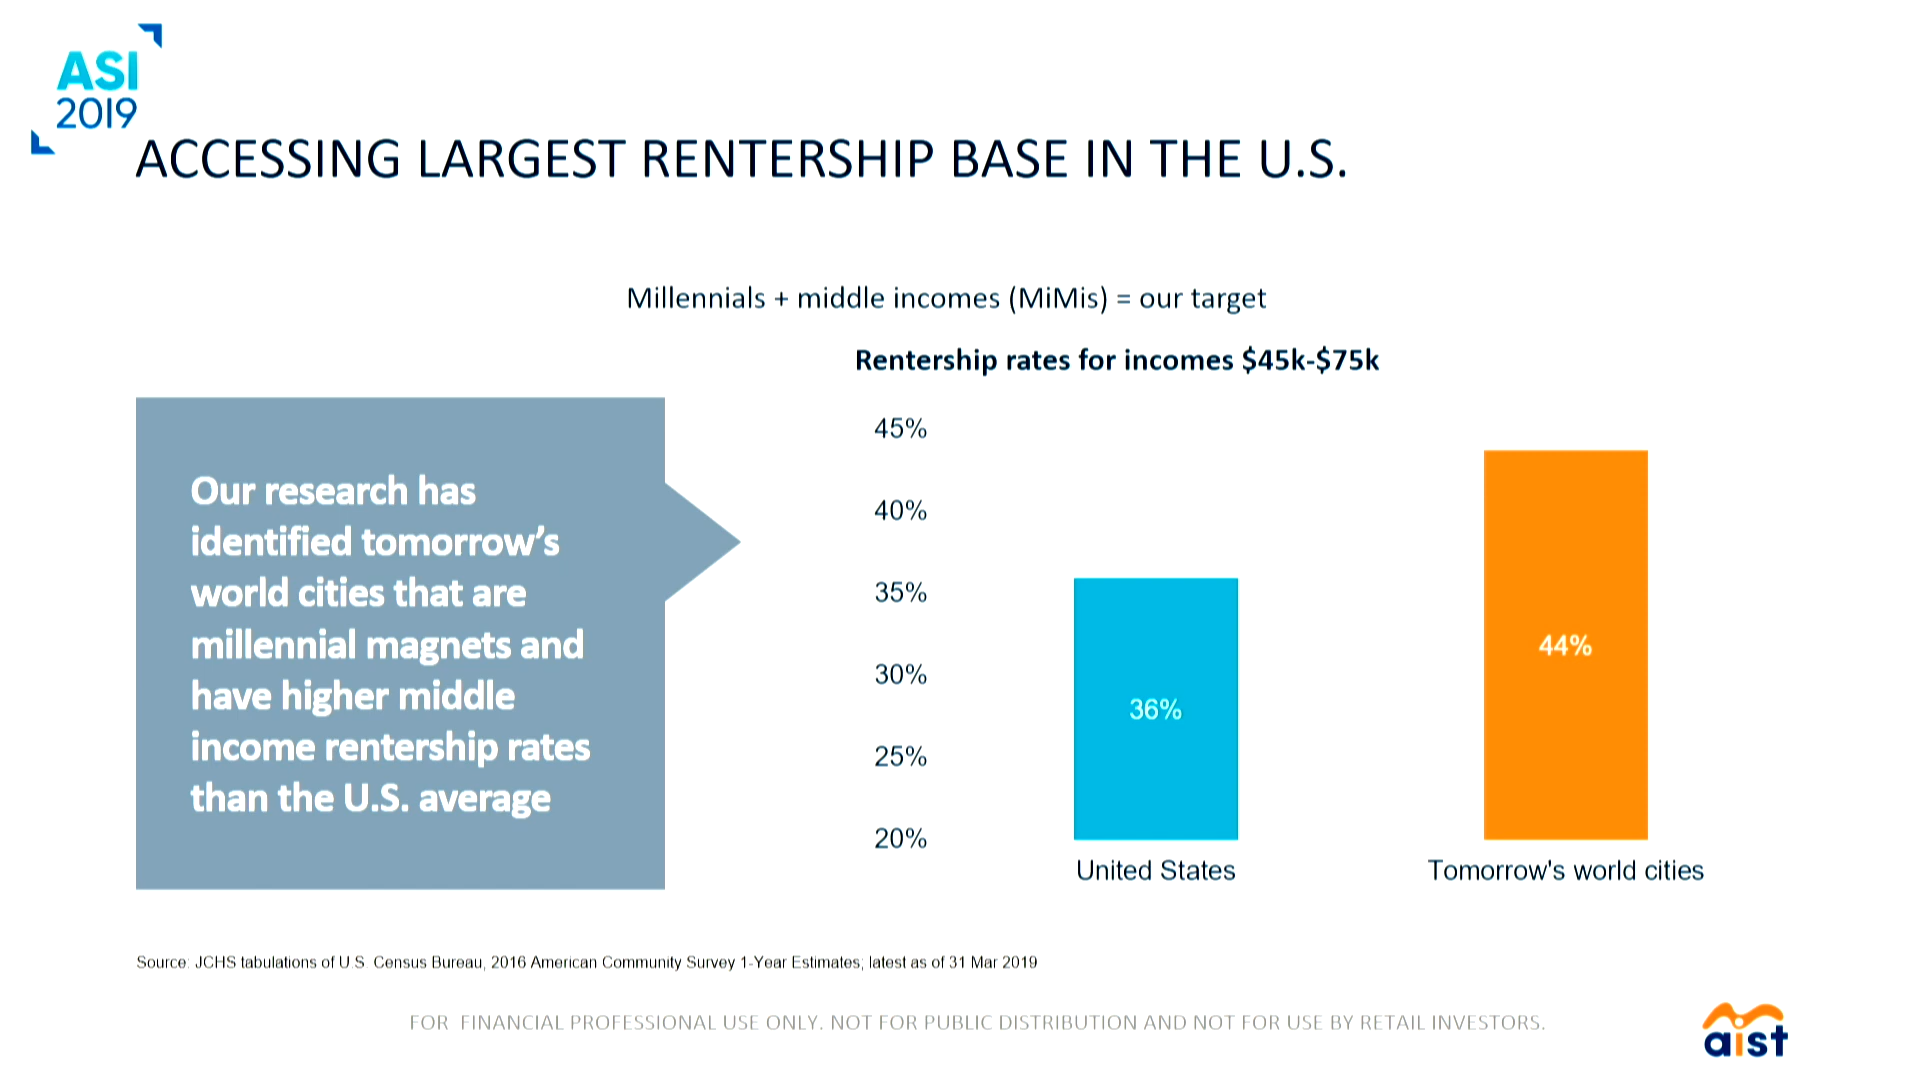 ASI
2019
ACCESSING LARGEST RENTERSHIP BASE IN THE U.S.
Millennials + middle incomes (MiMis) = our target
Rentership rates for incomes $45k-$75k
Our research has
identified tomorrow's
world cities that are
millennial magnets and
have higher middle
income rentership rates
than the U.S. average
45%
40%
35%
30%
25%
20%
36%
44%
United States
Tomorrow's world cities
Source: JCHS tabulations of U.S. Census Bureau, 2016 American Community Survey 1-Year Estimates; latest as of 31 Mar 2019
FOR FINANCIAL PROFESSIONAL USE ONLY. NOT FOR PUBLIC DISTRIBUTION AND NOT FOR USE BY RETAIL INVESTORS.
aist